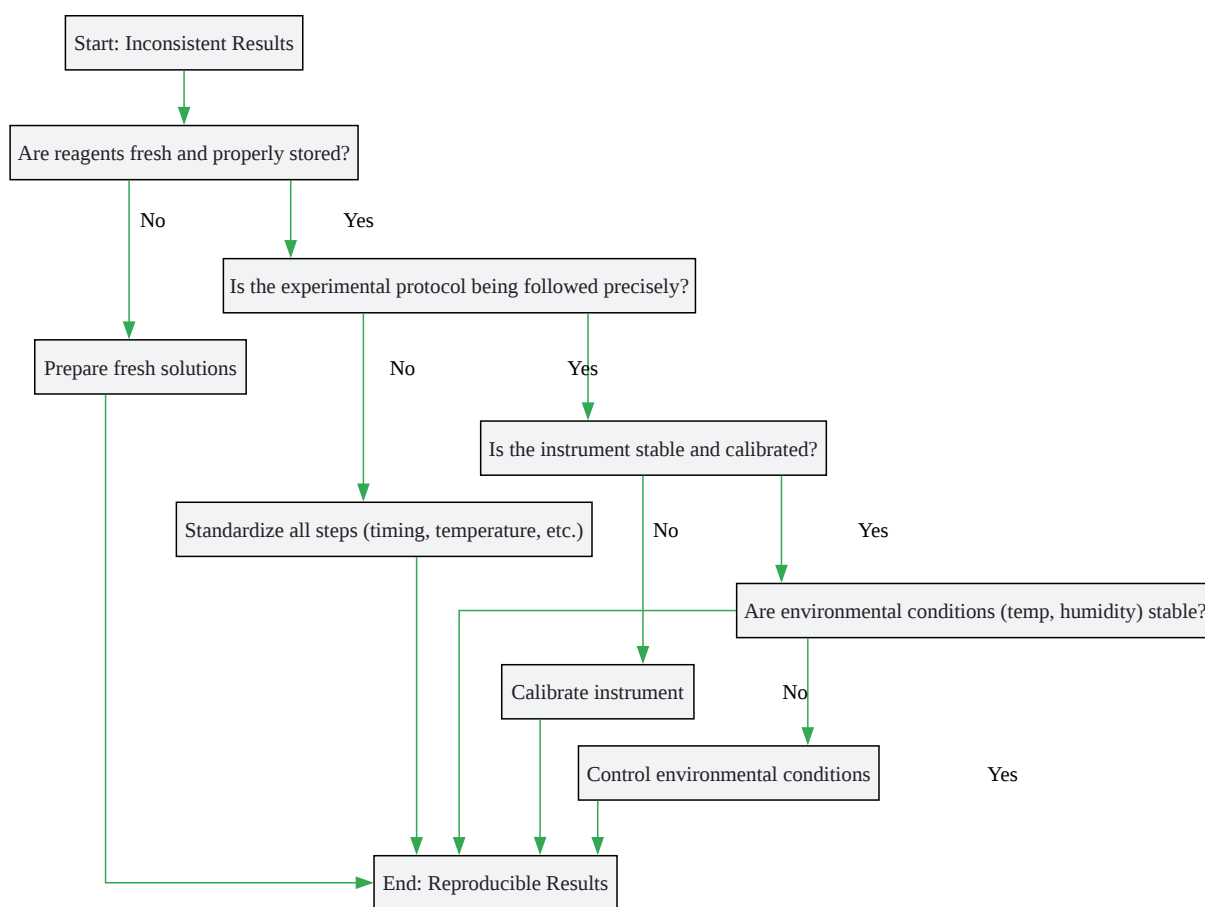 Start: Inconsistent Results
Are reagents fresh and properly stored?
No
Yes
Is the experimental protocol being followed precisely?
Prepare fresh solutions
No
Yes
Is the instrument stable and calibrated?
Standardize all steps (timing, temperature, etc.)
No
Yes
Are environmental conditions (temp, humidity) stable?
Calibrate instrument
No
Control environmental conditions
Yes
End: Reproducible Results